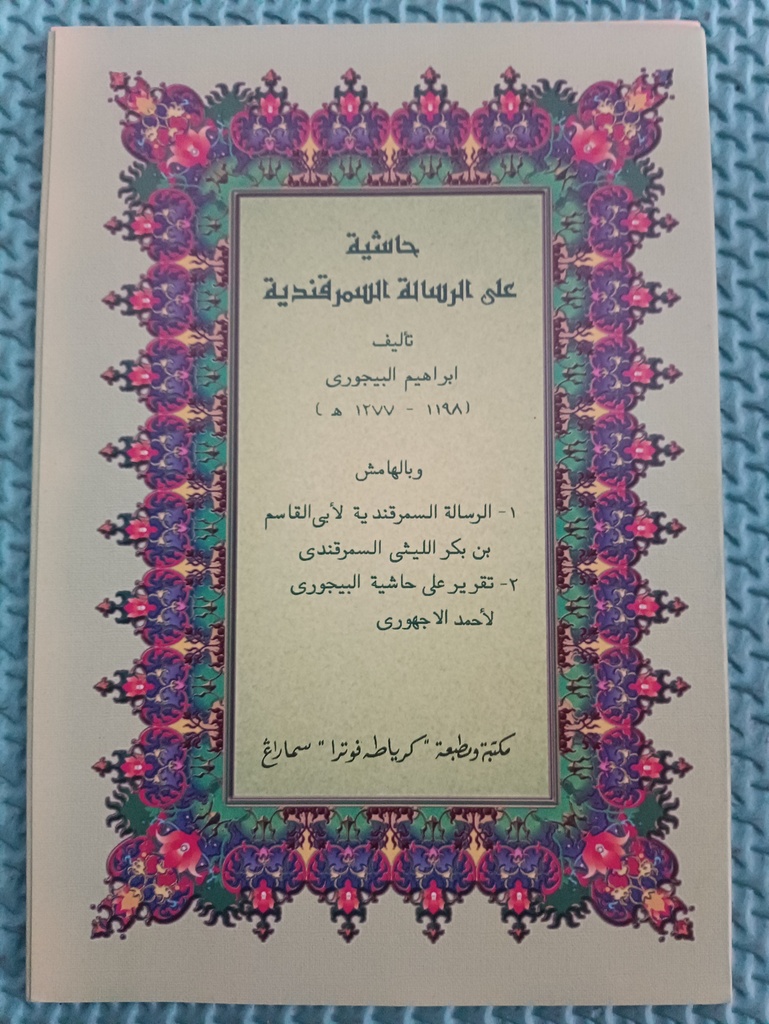 حاشية
على الرسالة السمرقندية
تأليف
ابراهيم البيجورى
(١١٩٨ - ١٢٧٧ هـ)
وبالهامش
١- الرسالة السمرقندية لأبى القاسم
بن بكر الليثى السمرقندى
٢- تقرير على حاشية البيجورى
لأحمد الاجهورى
مكتبة ومطبعة "كرياطه فوترا" سماراڠ